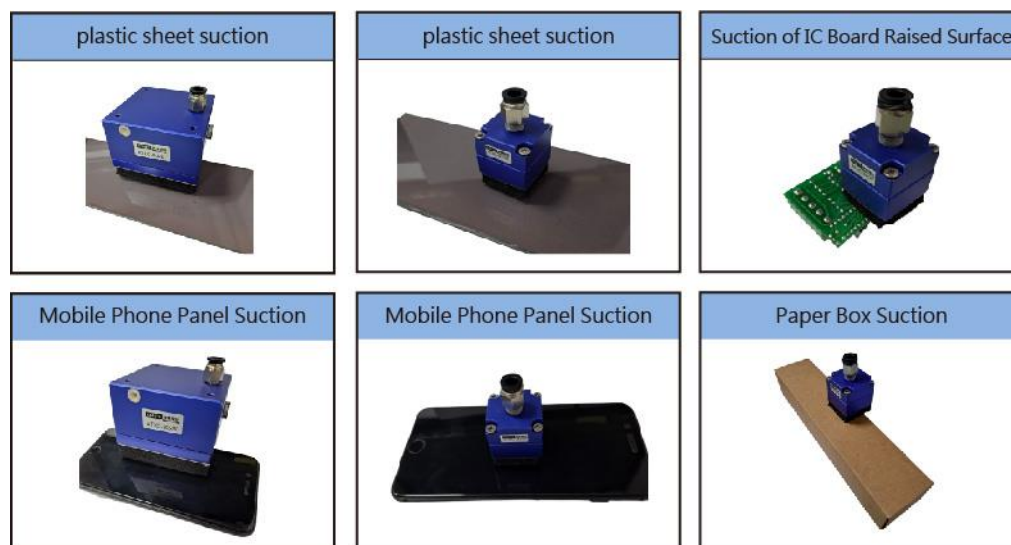 plastic sheet suction
plastic sheet suction
Suction of IC Board Raised Surface
Mobile Phone Panel Suction
Mobile Phone Panel Suction
Paper Box Suction